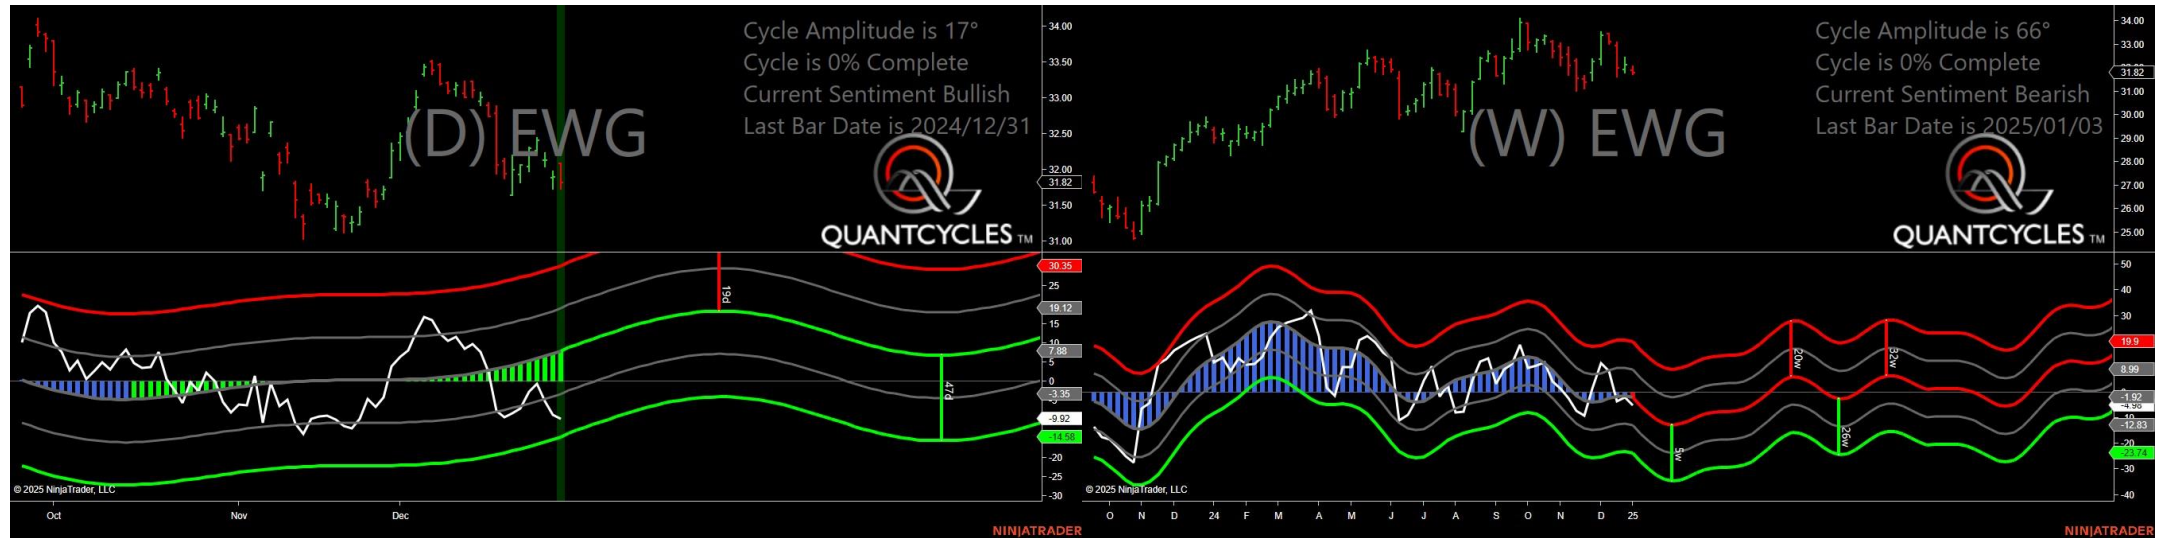 Cycle Amplitude is 17°
Cycle is 0% Complete
Current Sentiment Bullish
Last Bar Date is 2024/12/31
(D) EWG
QUANTCYCLES TM
34.00
33.50
33.00
32.50
32.00
31.82
31.50
31.00
30.35
25
19.12
15
10
7.88
5
0
-3.35
-5
-9.92
-14.58
-20
-25
-30
19d
47d
© 2025 NinjaTrader, LLC
Oct
Nov
Dec
NINJATRADER
Cycle Amplitude is 66°
Cycle is 0% Complete
Current Sentiment Bearish
Last Bar Date is 2025/01/03
(W) EWG
QUANTCYCLES TM
34.00
33.00
31.82
31.00
30.00
29.00
28.00
27.00
26.00
25.00
50
40
30
19.9
8.99
-1.92
-4.98
-12.83
-20
-23.74
-30
-40
5w
20w
26w
32w
© 2025 NinjaTrader, LLC
O N D 24 F M A M J J A S O N D 25
NINJATRADER